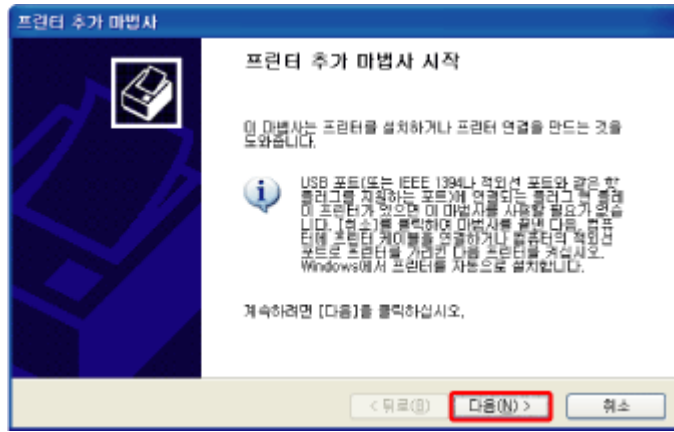 프린터 추가 마법사
프린터 추가 마법사 시작
이 마법사는 프린터를 설치하거나 프린터 연결을 만드는 것을
도와줍니다.
USB 포트(또는 IEEE 1394나 적외선 포트와 같은 핫
플러그를 지원하는 포트)에 연결되는 플러그 앤 플레
이 프린터가 있으면 이 마법사를 사용할 필요가 없습
니다. [취소]를 클릭하여 마법사를 끝낸 다음, 컴퓨
터에 프린터 케이블을 연결하거나 컴퓨터의 적외선
포트로 프린터를 가리킨 다음 프린터를 켜십시오.
Windows에서 프린터를 자동으로 설치합니다.
계속하려면 [다음]을 클릭하십시오.
< 뒤로(B) 다음(N) > 취소